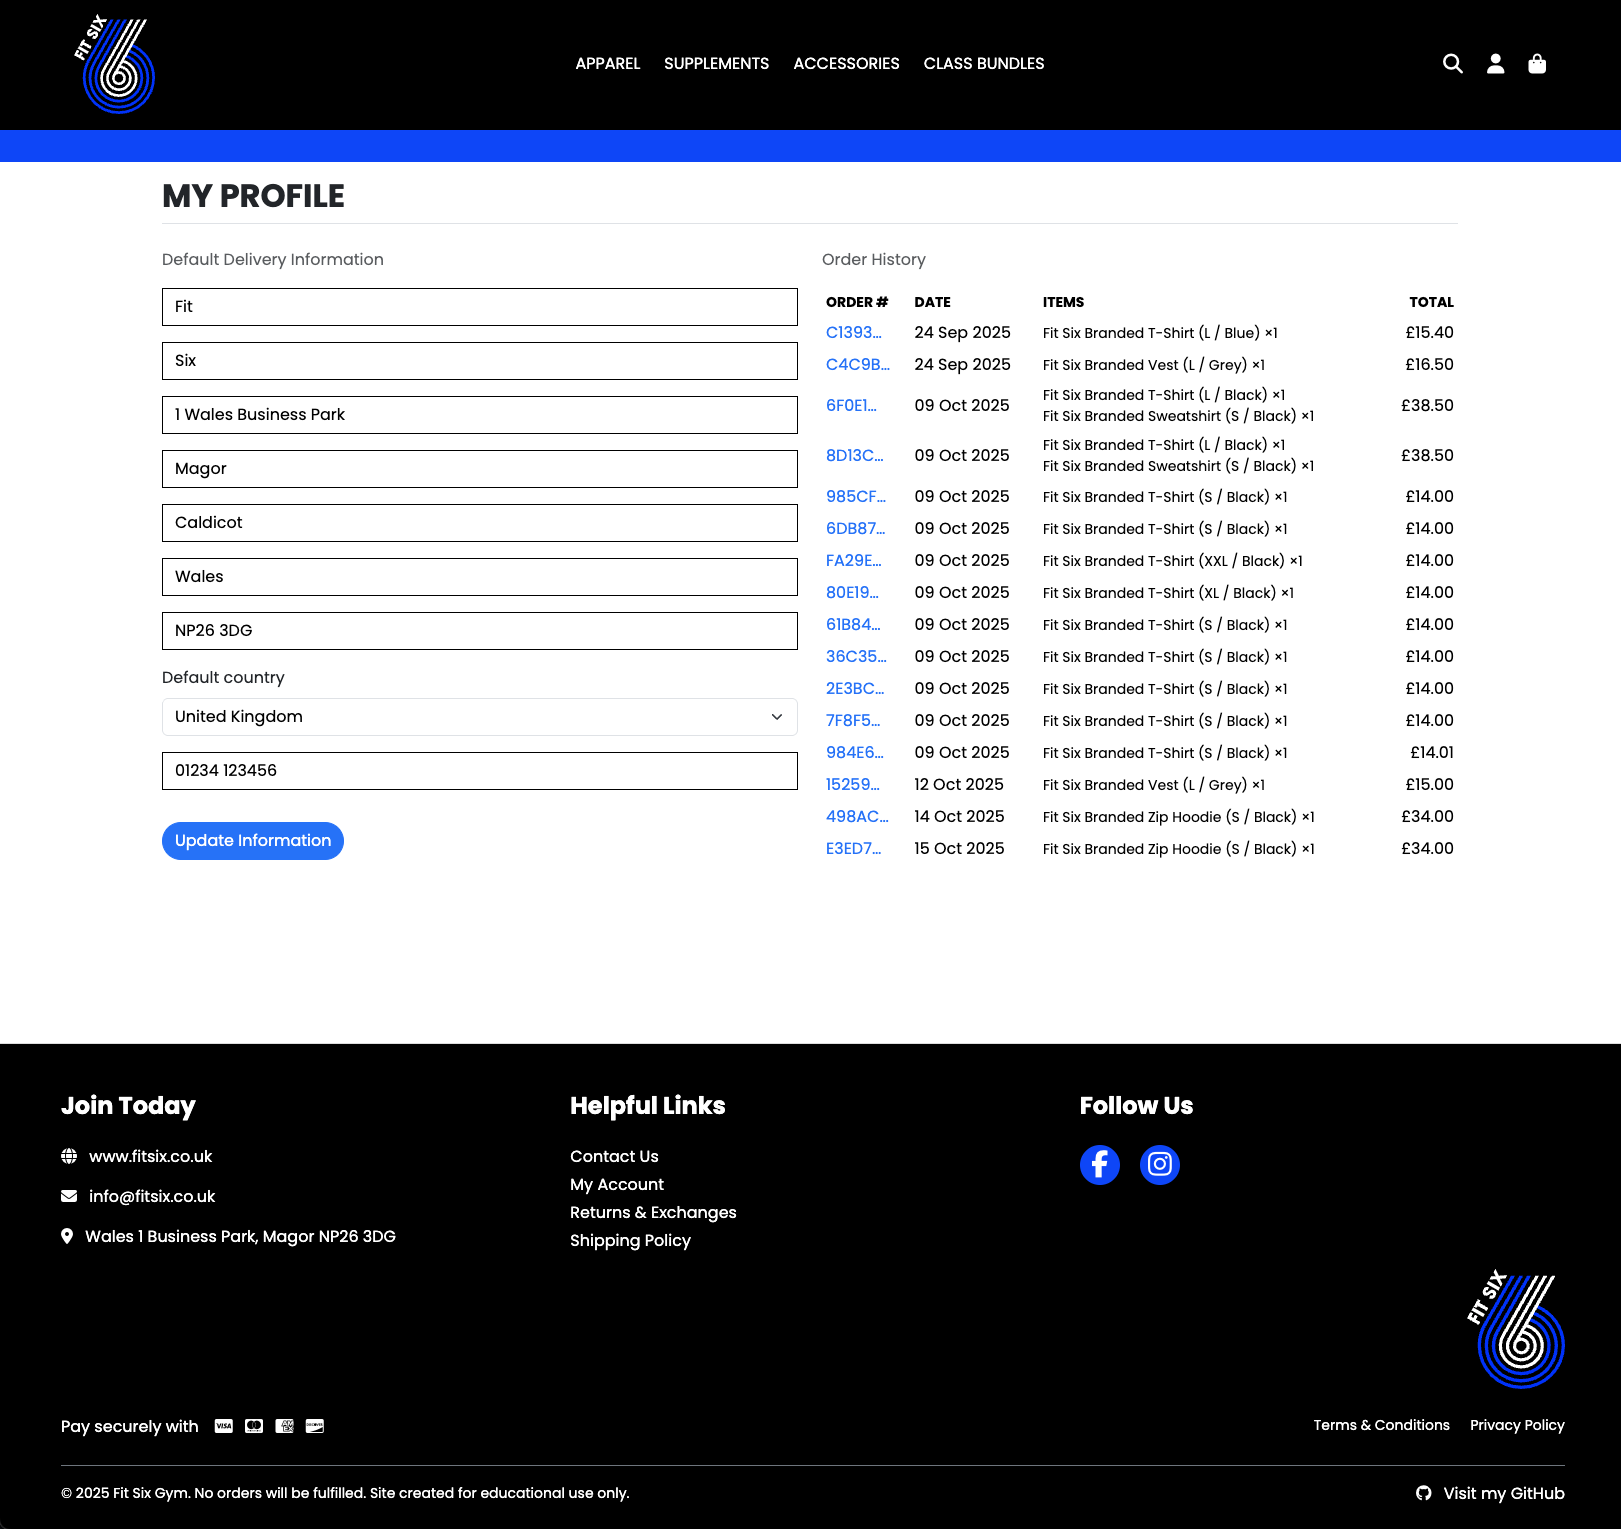 FIT SIX
APPAREL SUPPLEMENTS ACCESSORIES CLASS BUNDLES
MY PROFILE
Default Delivery Information
Fit
Six
1 Wales Business Park
Magor
Caldicot
Wales
NP26 3DG
Default country
United Kingdom
01234 123456
Update Information
Order History
ORDER # DATE ITEMS TOTAL
C1393... 24 Sep 2025 Fit Six Branded T-Shirt (L / Blue) ×1 £15.40
C4C9B... 24 Sep 2025 Fit Six Branded Vest (L / Grey) ×1 £16.50
6F0E1... 09 Oct 2025 Fit Six Branded T-Shirt (L / Black) ×1 £38.50
Fit Six Branded Sweatshirt (S / Black) ×1
8D13C... 09 Oct 2025 Fit Six Branded T-Shirt (L / Black) ×1 £38.50
Fit Six Branded Sweatshirt (S / Black) ×1
985CF... 09 Oct 2025 Fit Six Branded T-Shirt (S / Black) ×1 £14.00
6DB87... 09 Oct 2025 Fit Six Branded T-Shirt (S / Black) ×1 £14.00
FA29E... 09 Oct 2025 Fit Six Branded T-Shirt (XXL / Black) ×1 £14.00
80E19... 09 Oct 2025 Fit Six Branded T-Shirt (XL / Black) ×1 £14.00
61B84... 09 Oct 2025 Fit Six Branded T-Shirt (S / Black) ×1 £14.00
36C35... 09 Oct 2025 Fit Six Branded T-Shirt (S / Black) ×1 £14.00
2E3BC... 09 Oct 2025 Fit Six Branded T-Shirt (S / Black) ×1 £14.00
7F8F5... 09 Oct 2025 Fit Six Branded T-Shirt (S / Black) ×1 £14.00
984E6... 09 Oct 2025 Fit Six Branded T-Shirt (S / Black) ×1 £14.01
15259... 12 Oct 2025 Fit Six Branded Vest (L / Grey) ×1 £15.00
498AC... 14 Oct 2025 Fit Six Branded Zip Hoodie (S / Black) ×1 £34.00
E3ED7... 15 Oct 2025 Fit Six Branded Zip Hoodie (S / Black) ×1 £34.00
Join Today
www.fitsix.co.uk
info@fitsix.co.uk
Wales 1 Business Park, Magor NP26 3DG
Helpful Links
Contact Us
My Account
Returns & Exchanges
Shipping Policy
Follow Us
FIT SIX
Pay securely with VISA AMEX DISCOVER
Terms & Conditions Privacy Policy
© 2025 Fit Six Gym. No orders will be fulfilled. Site created for educational use only.
Visit my GitHub